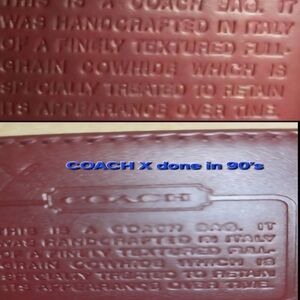 THIS IS A COACH BAG. IT
WAS HANDCRAFTED IN ITALY
OF A FINELY TEXTURED FULL-
GRAIN COWHIDE WHICH IS
SPECIALLY TREATED TO RETAIN
ITS APPEARANCE OVER TIME.
COACH X done in 90's
COACH
THIS IS A COACH BAG. IT
WAS HANDCRAFTED IN ITALY
OF A FINELY TEXTURED FULL-
GRAIN COWHIDE WHICH IS
SPECIALLY TREATED TO RETAIN
ITS APPEARANCE OVER TIME.